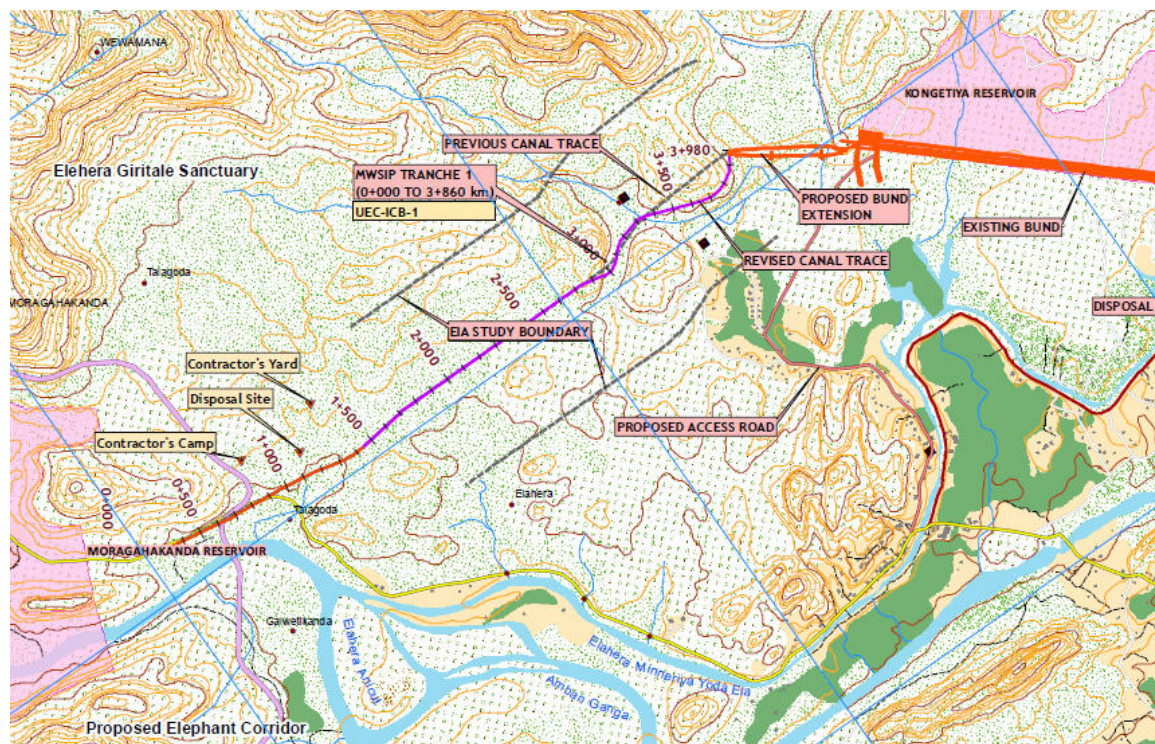 WEWAMANA
KONGETIYA RESERVOIR
PREVIOUS CANAL TRACE
3+980
3+500
Elehera Giritale Sanctuary
MWSIP TRANCHE 1
(0+000 TO 3+860 km)
UEC-ICB-1
PROPOSED BUND
EXTENSION
EXISTING BUND
3+000
REVISED CANAL TRACE
Talagoda
2+500
MORAGAHAKANDA
DISPOSAL
EIA STUDY BOUNDARY
2+000
Contractor's Yard
Disposal Site
1+500
PROPOSED ACCESS ROAD
Contractor's Camp
1+000
0+500
0+000
Elahera
Talagoda
MORAGAHAKANDA RESERVOIR
Galwellkanda
Elahera
Elahera Minneriya Yoda Ela
Amban Ganga
Proposed Elephant Corridor